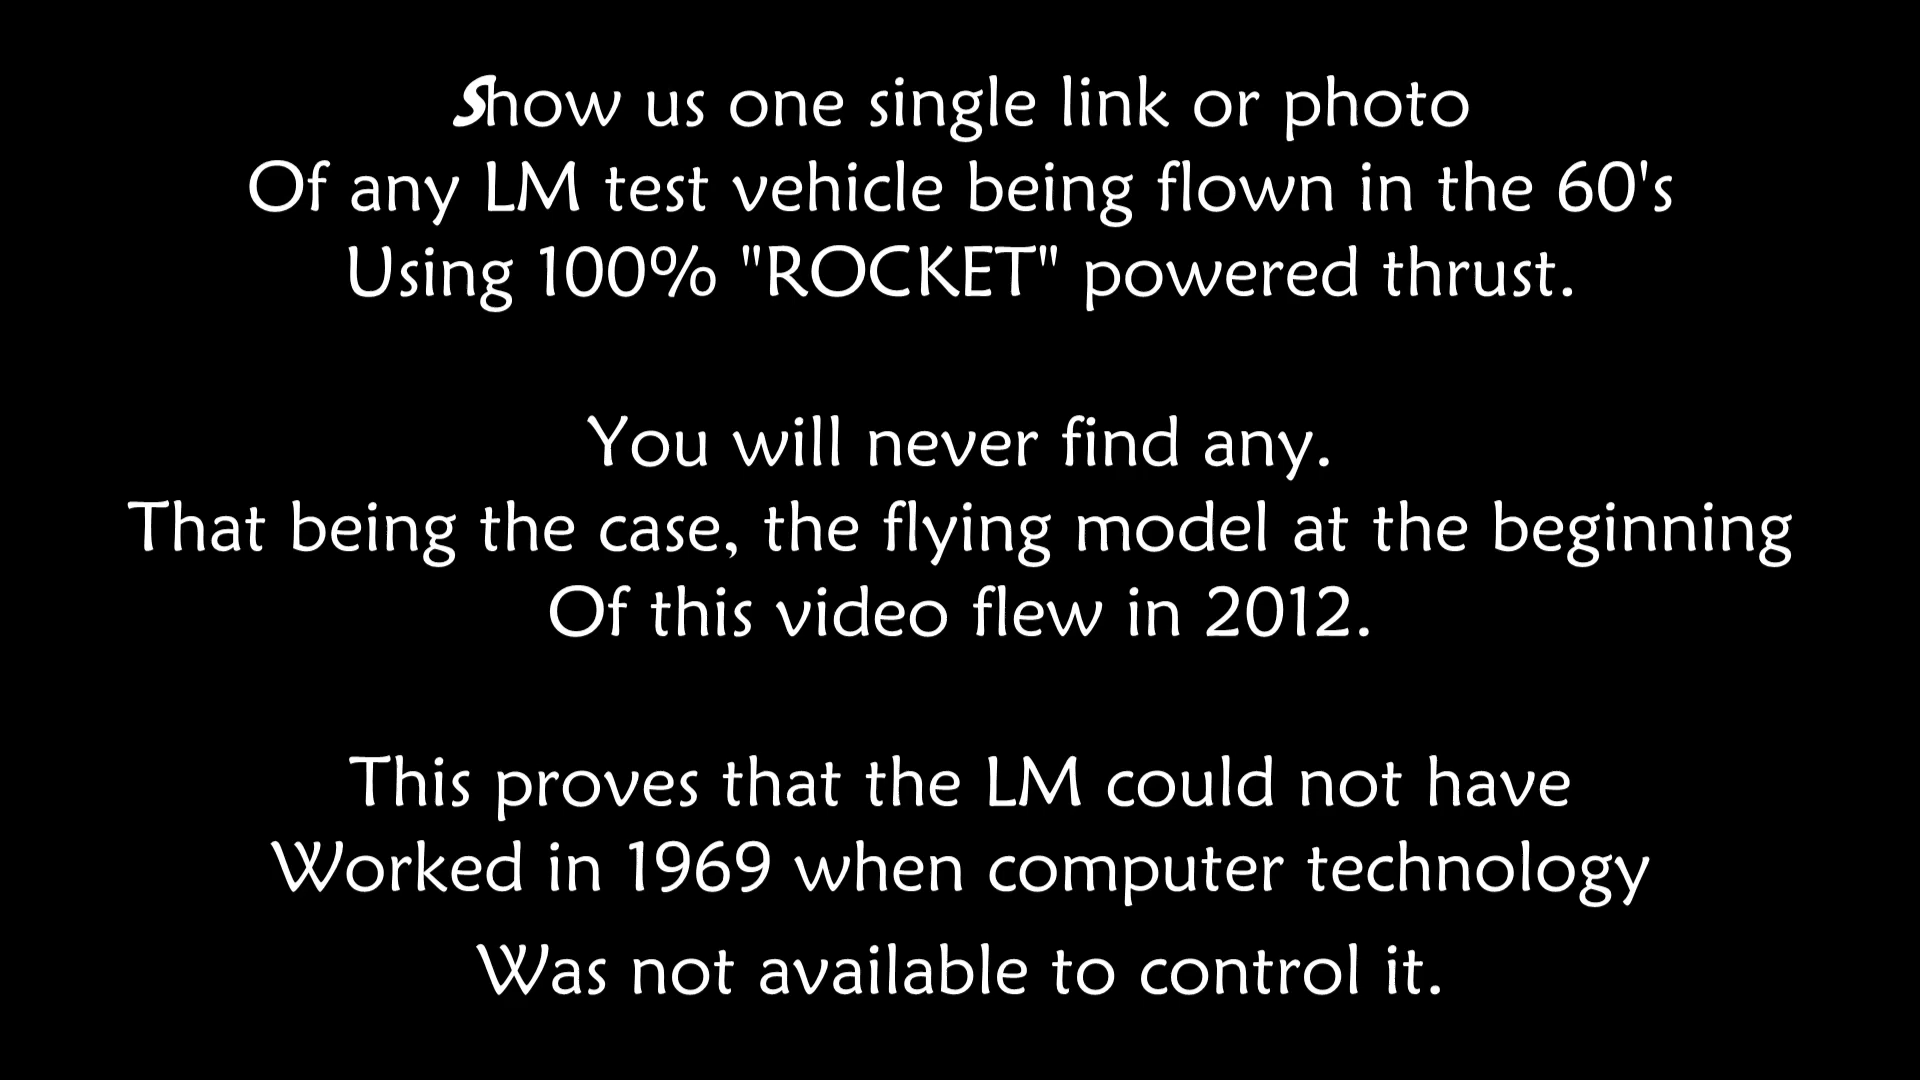 Show us one single link or photo
Of any LM test vehicle being flown in the 60's
Using 100% "ROCKET" powered thrust.
You will never find any.
That being the case, the flying model at the beginning
Of this video flew in 2012.
This proves that the LM could not have
Worked in 1969 when computer technology
Was not available to control it.